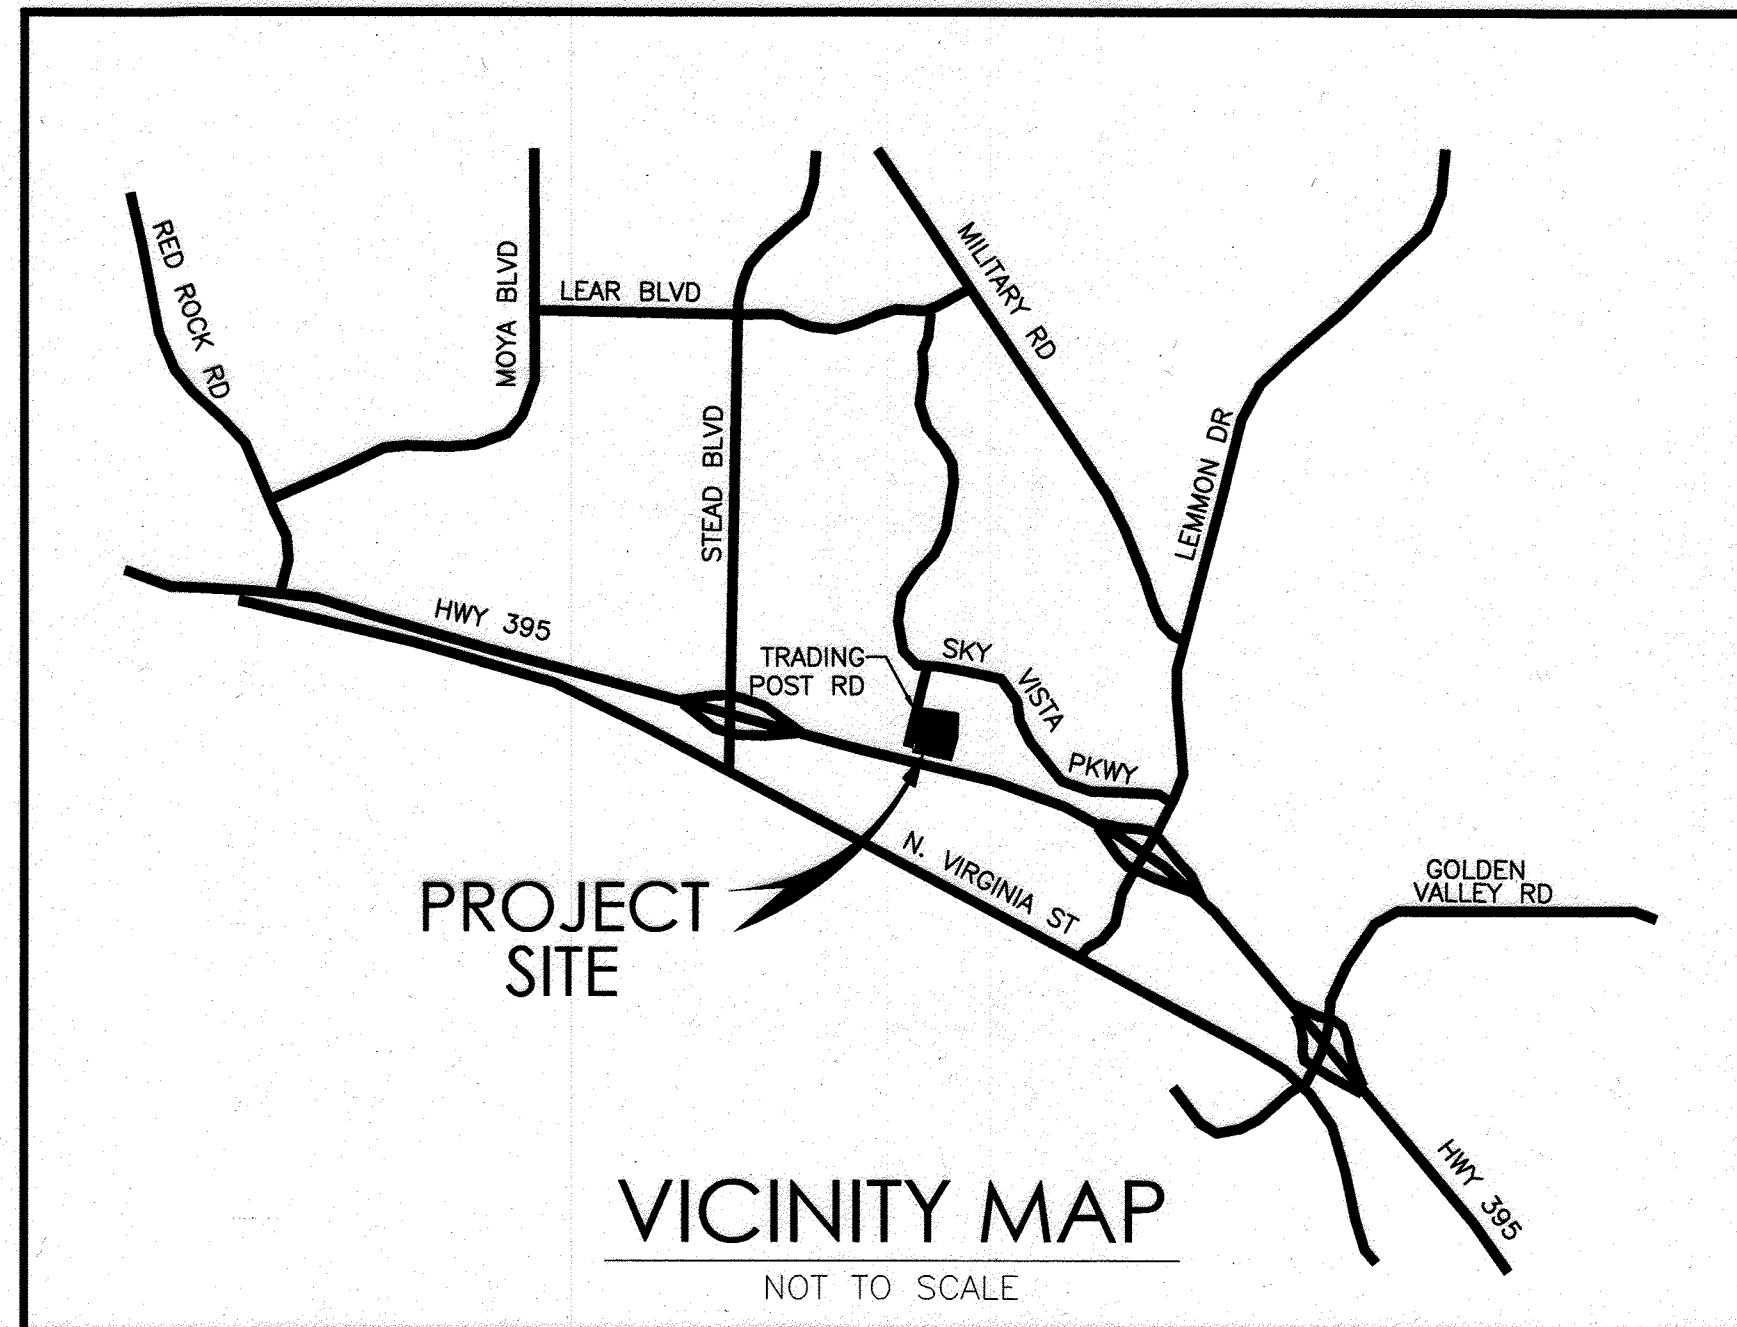 RED ROCK RD
MOYA BLVD
LEAR BLVD
MILITARY RD
STEAD BLVD
LEMMON DR
HWY 395
TRADING
POST RD
SKY VISTA PKWY
N. VIRGINIA ST
GOLDEN
VALLEY RD
PROJECT
SITE
HWY 395
VICINITY MAP
NOT TO SCALE